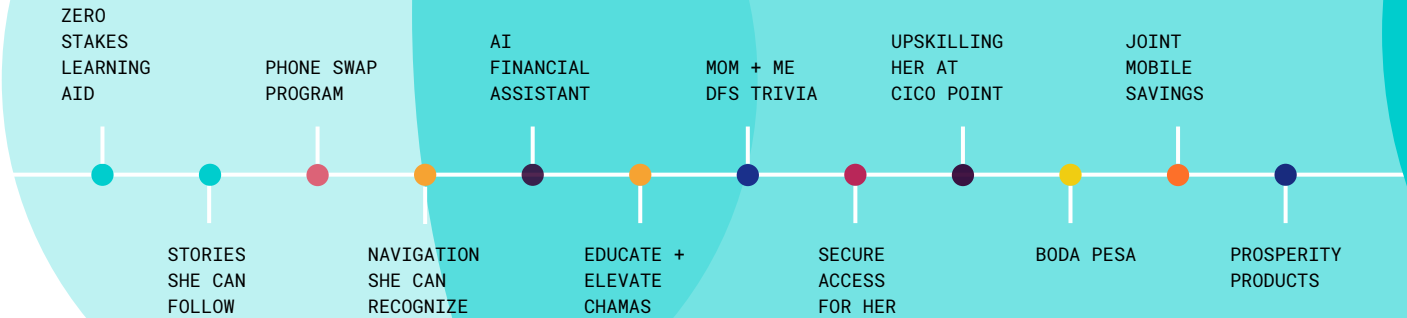 ZERO
STAKES
LEARNING
AID
STORIES
SHE CAN
FOLLOW
PHONE SWAP
PROGRAM
NAVIGATION
SHE CAN
RECOGNIZE
AI
FINANCIAL
ASSISTANT
EDUCATE +
ELEVATE
CHAMAS
MOM + ME
DFS TRIVIA
SECURE
ACCESS
FOR HER
UPSKILLING
HER AT
CICO POINT
BODA PESA
JOINT
MOBILE
SAVINGS
PROSPERITY
PRODUCTS